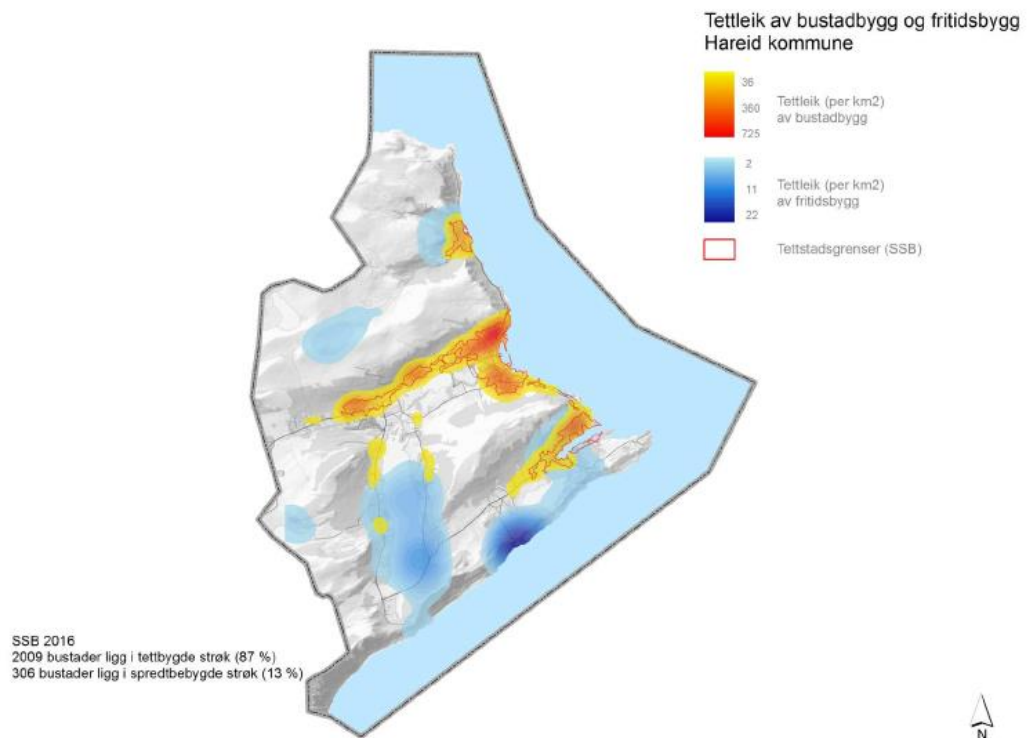 Tettleik av bustadbygg og fritidsbygg
Hareid kommune
36
360
725
Tettleik (per km2)
av bustadbygg
2
11
22
Tettleik (per km2)
av fritidsbygg
Tettstadsgrenser (SSB)
SSB 2016
2009 bustader ligg i tettbygde strøk (87 %)
306 bustader ligg i spredtbebygde strøk (13 %)
N